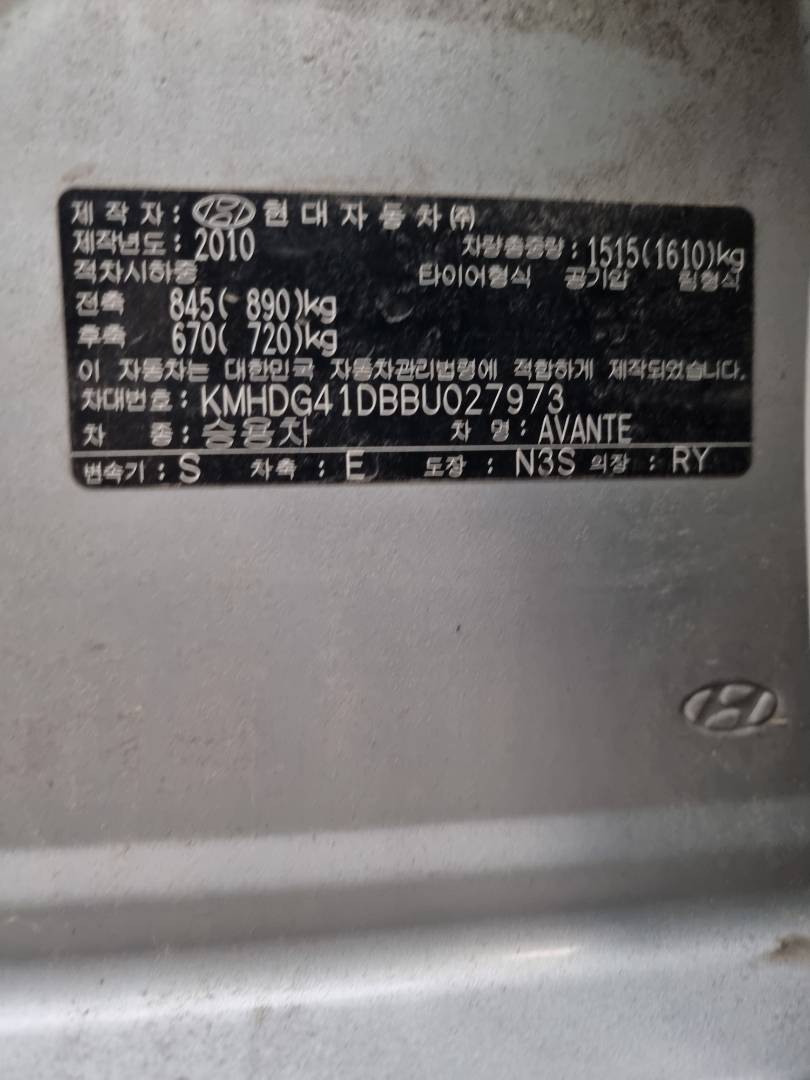 제 작 자 : 현 대 자 동 차 ㈜
제작년도 : 2010 차량총중량 : 1515(1610)kg
적차시하중 타이어형식 공기압 림형식
전축 845( 890)kg
후축 670( 720)kg
이 자동차는 대한민국 자동차관리법령에 적합하게 제작되었습니다.
차대번호 : KMHDG41DBBU027973
차 종 : 승용차 차 명 : AVANTE
변속기 : S 차축 : E 도장 : N3S 의장 : RY